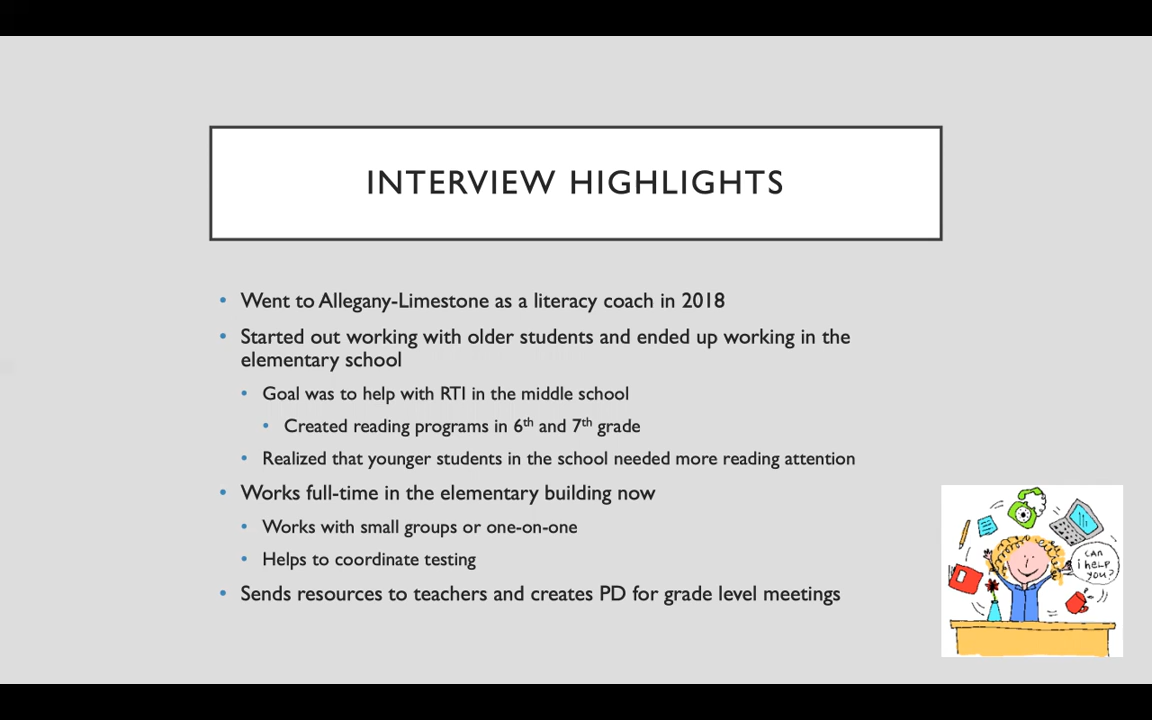 INTERVIEW HIGHLIGHTS
• Went to Allegany-Limestone as a literacy coach in 2018
• Started out working with older students and ended up working in the
elementary school
• Goal was to help with RTI in the middle school
• Created reading programs in 6th and 7th grade
• Realized that younger students in the school needed more reading attention
• Works full-time in the elementary building now
• Works with small groups or one-on-one
• Helps to coordinate testing
• Sends resources to teachers and creates PD for grade level meetings
CAN
i help
you?